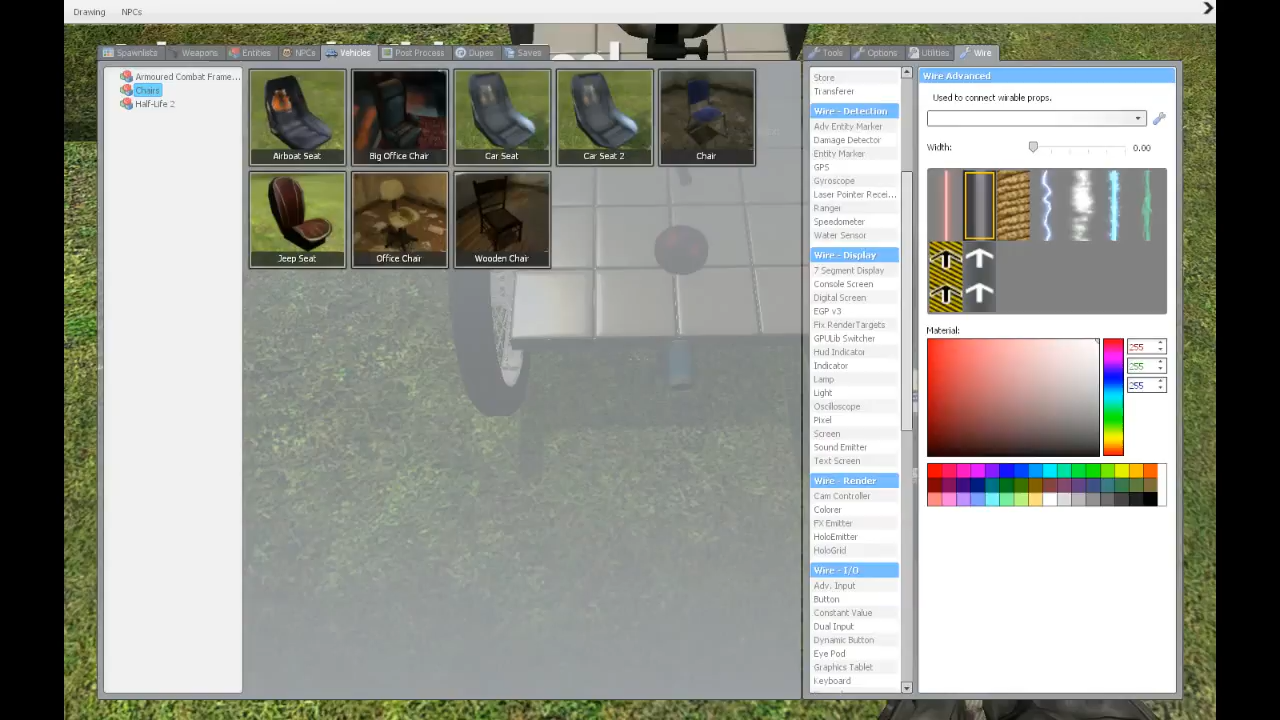 Drawing NPCs
Spawnlists Weapons Entities NPCs Vehicles Post Process Dupes Saves
Tools Options Utilities Wire
Armoured Combat Frame...
Chairs
Half-Life 2
Airboat Seat
Big Office Chair
Car Seat
Car Seat 2
Chair
Jeep Seat
Office Chair
Wooden Chair
Store
Transferer
Wire - Detection
Adv Entity Marker
Damage Detector
Entity Marker
GPS
Gyroscope
Laser Pointer Recei...
Ranger
Speedometer
Water Sensor
Wire - Display
7 Segment Display
Console Screen
Digital Screen
EGP v3
Fix RenderTargets
GPULib Switcher
Hud Indicator
Indicator
Lamp
Light
Oscilloscope
Pixel
Screen
Sound Emitter
Text Screen
Wire - Render
Cam Controller
Colorer
FX Emitter
HoloEmitter
HoloGrid
Wire - I/O
Adv. Input
Button
Constant Value
Dual Input
Dynamic Button
Eye Pod
Graphics Tablet
Keyboard
Wire Advanced
Used to connect wirable props.
Width: 0.00
Material:
255
255
255